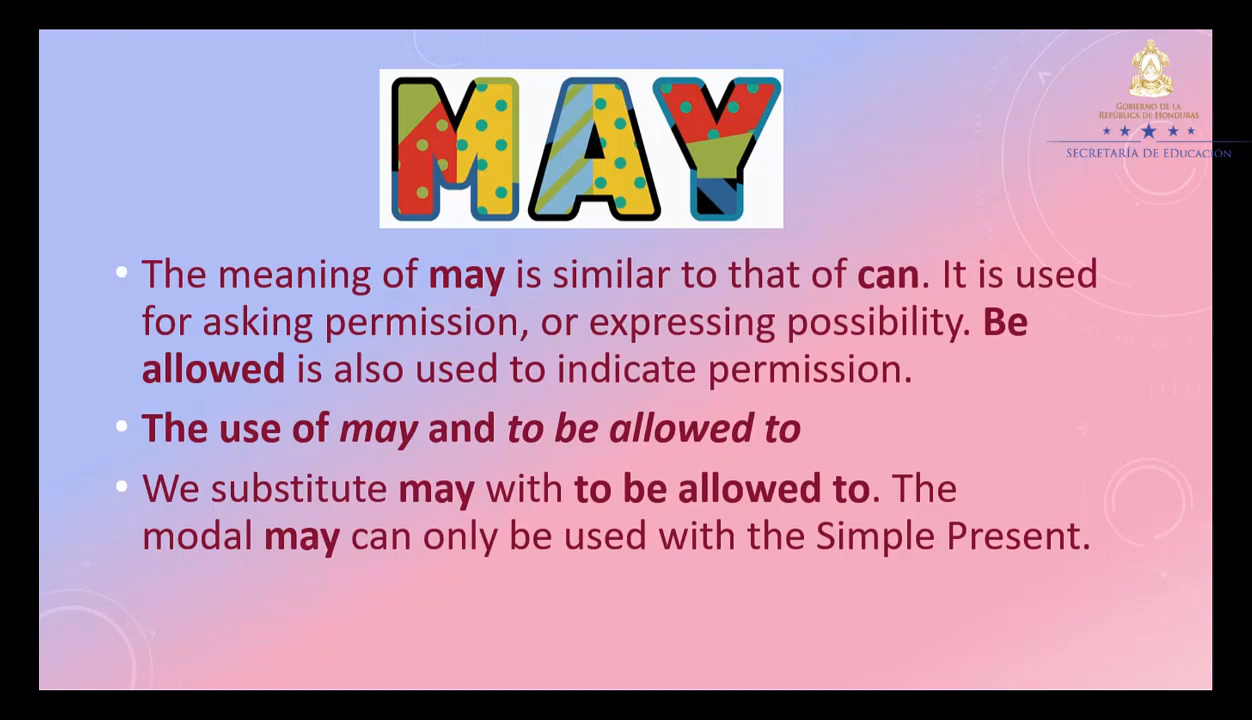 MAY
GOBIERNO DE LA
REPÚBLICA DE HONDURAS
SECRETARÍA DE EDUCACIÓN
• The meaning of may is similar to that of can. It is used
for asking permission, or expressing possibility. Be
allowed is also used to indicate permission.
• The use of may and to be allowed to
• We substitute may with to be allowed to. The
modal may can only be used with the Simple Present.